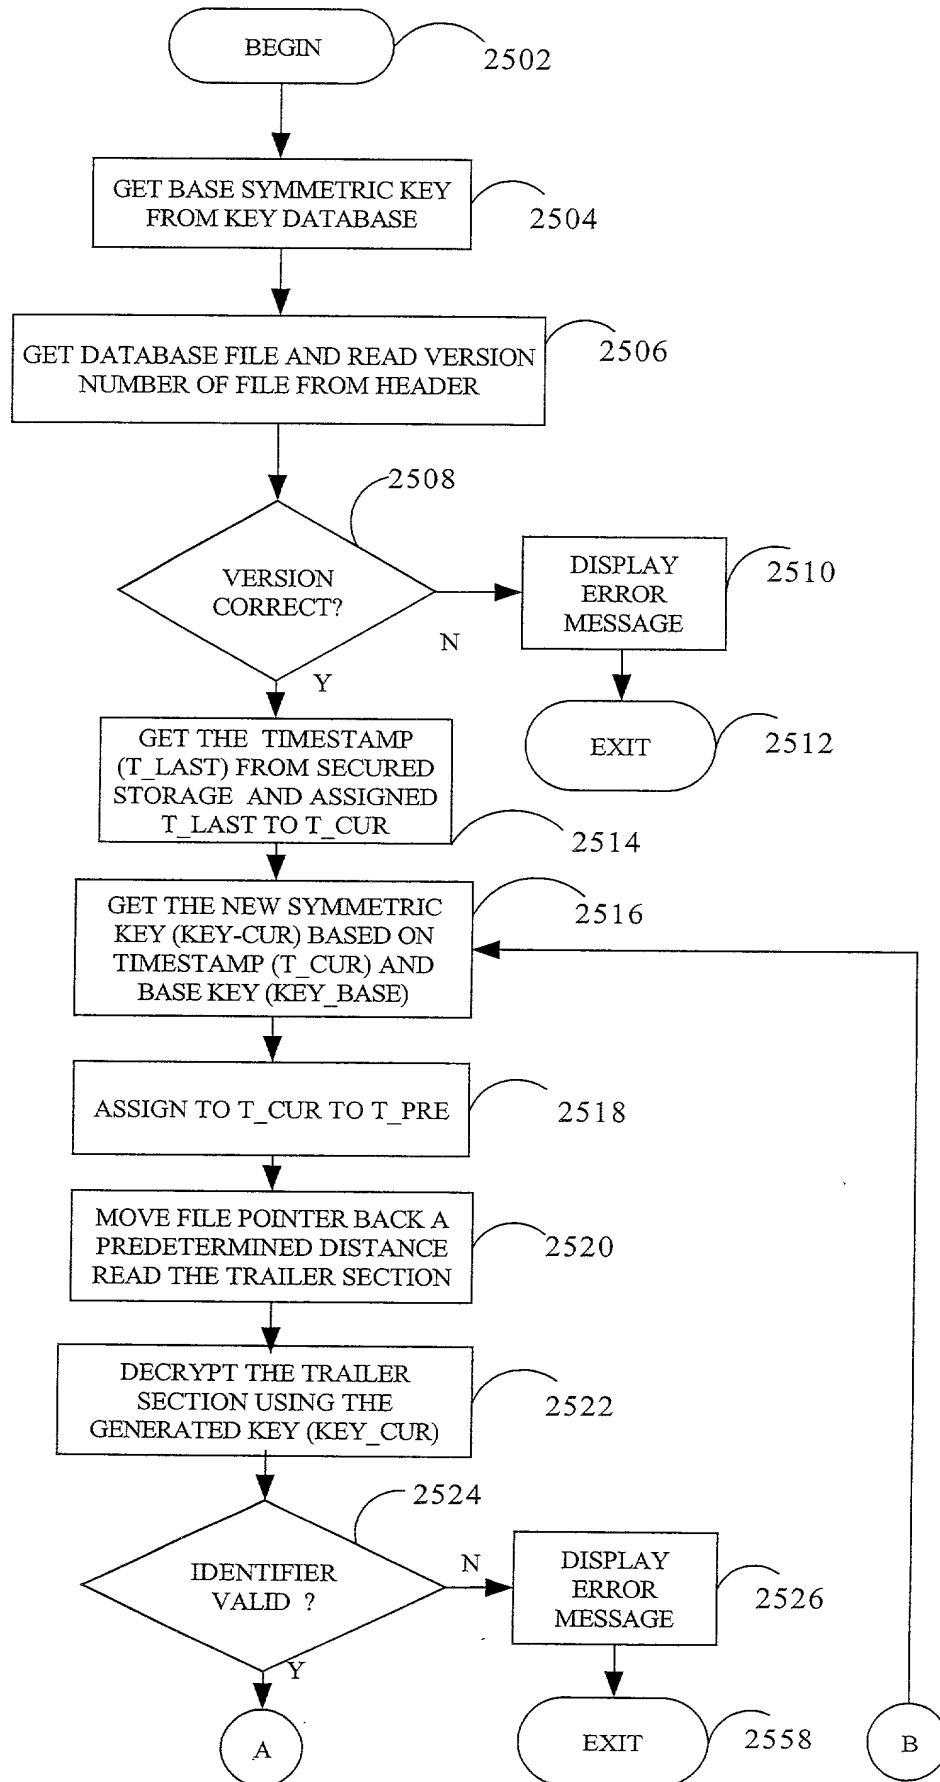 BEGIN
2502
GET BASE SYMMETRIC KEY
FROM KEY DATABASE
2504
GET DATABASE FILE AND READ VERSION
NUMBER OF FILE FROM HEADER
2506
2508
VERSION
CORRECT?
N
Y
DISPLAY
ERROR
MESSAGE
2510
EXIT
2512
GET THE TIMESTAMP
(T_LAST) FROM SECURED
STORAGE AND ASSIGNED
T_LAST TO T_CUR
2514
GET THE NEW SYMMETRIC
KEY (KEY-CUR) BASED ON
TIMESTAMP (T_CUR) AND
BASE KEY (KEY_BASE)
2516
ASSIGN TO T_CUR TO T_PRE
2518
MOVE FILE POINTER BACK A
PREDETERMINED DISTANCE
READ THE TRAILER SECTION
2520
DECRYPT THE TRAILER
SECTION USING THE
GENERATED KEY (KEY_CUR)
2522
2524
IDENTIFIER
VALID ?
N
Y
DISPLAY
ERROR
MESSAGE
2526
A
EXIT
2558
B